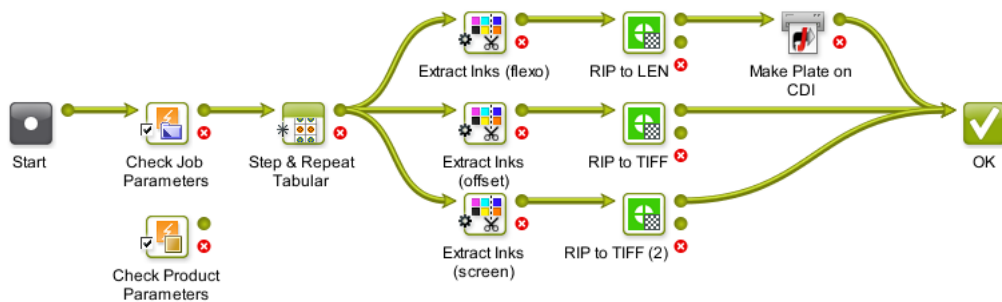 Extract Inks (flexo)
RIP to LEN
Make Plate on
CDI
Start
Check Job
Parameters
Step & Repeat
Tabular
Extract Inks
(offset)
RIP to TIFF
OK
Extract Inks
(screen)
RIP to TIFF (2)
Check Product
Parameters